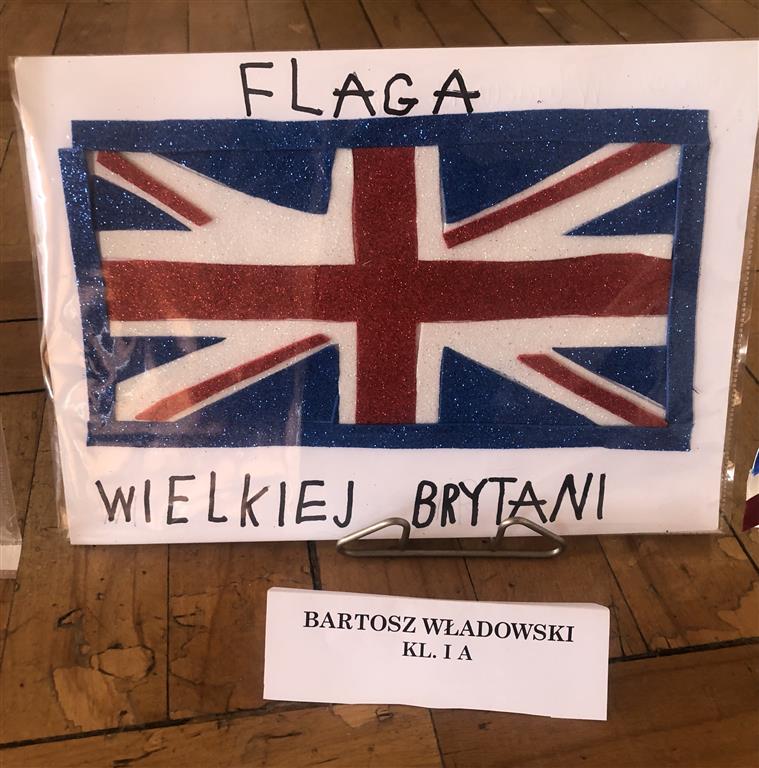 FLAGA
WIELKIEJ BRYTANI
BARTOSZ WŁADOWSKI
KL. I A